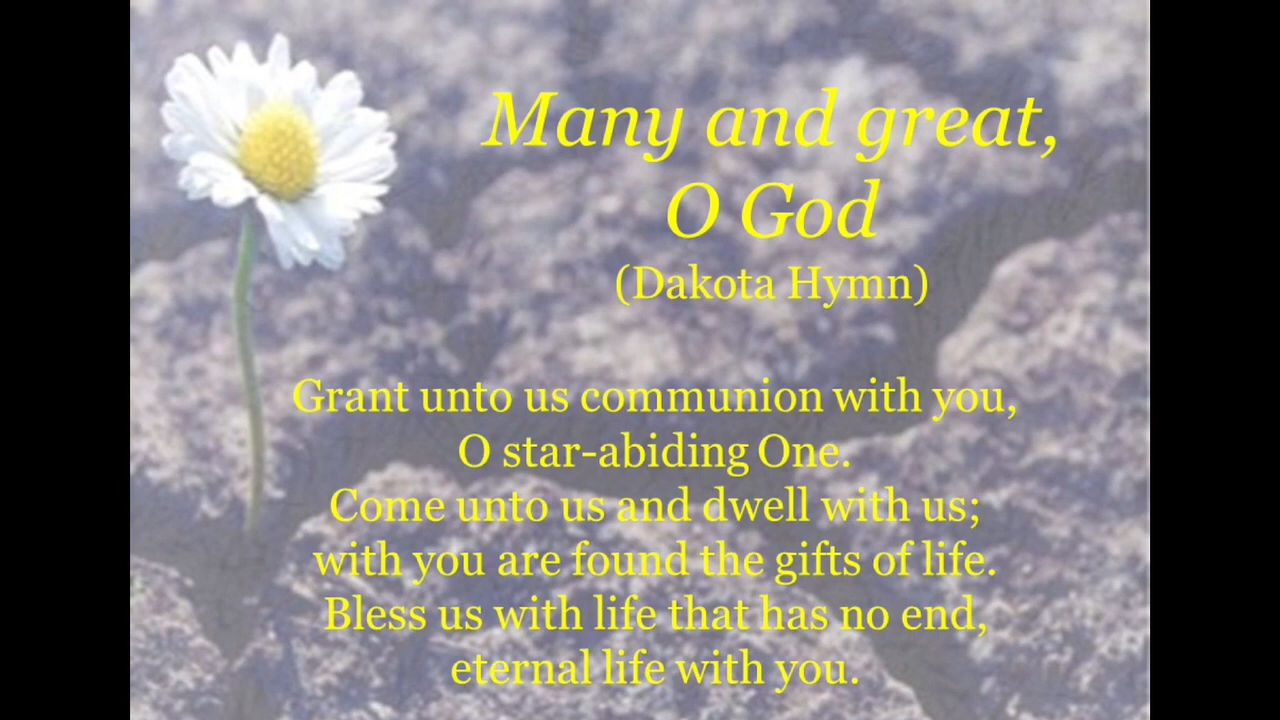 Many and great,
O God
(Dakota Hymn)
Grant unto us communion with you,
O star-abiding One.
Come unto us and dwell with us;
with you are found the gifts of life.
Bless us with life that has no end,
eternal life with you.